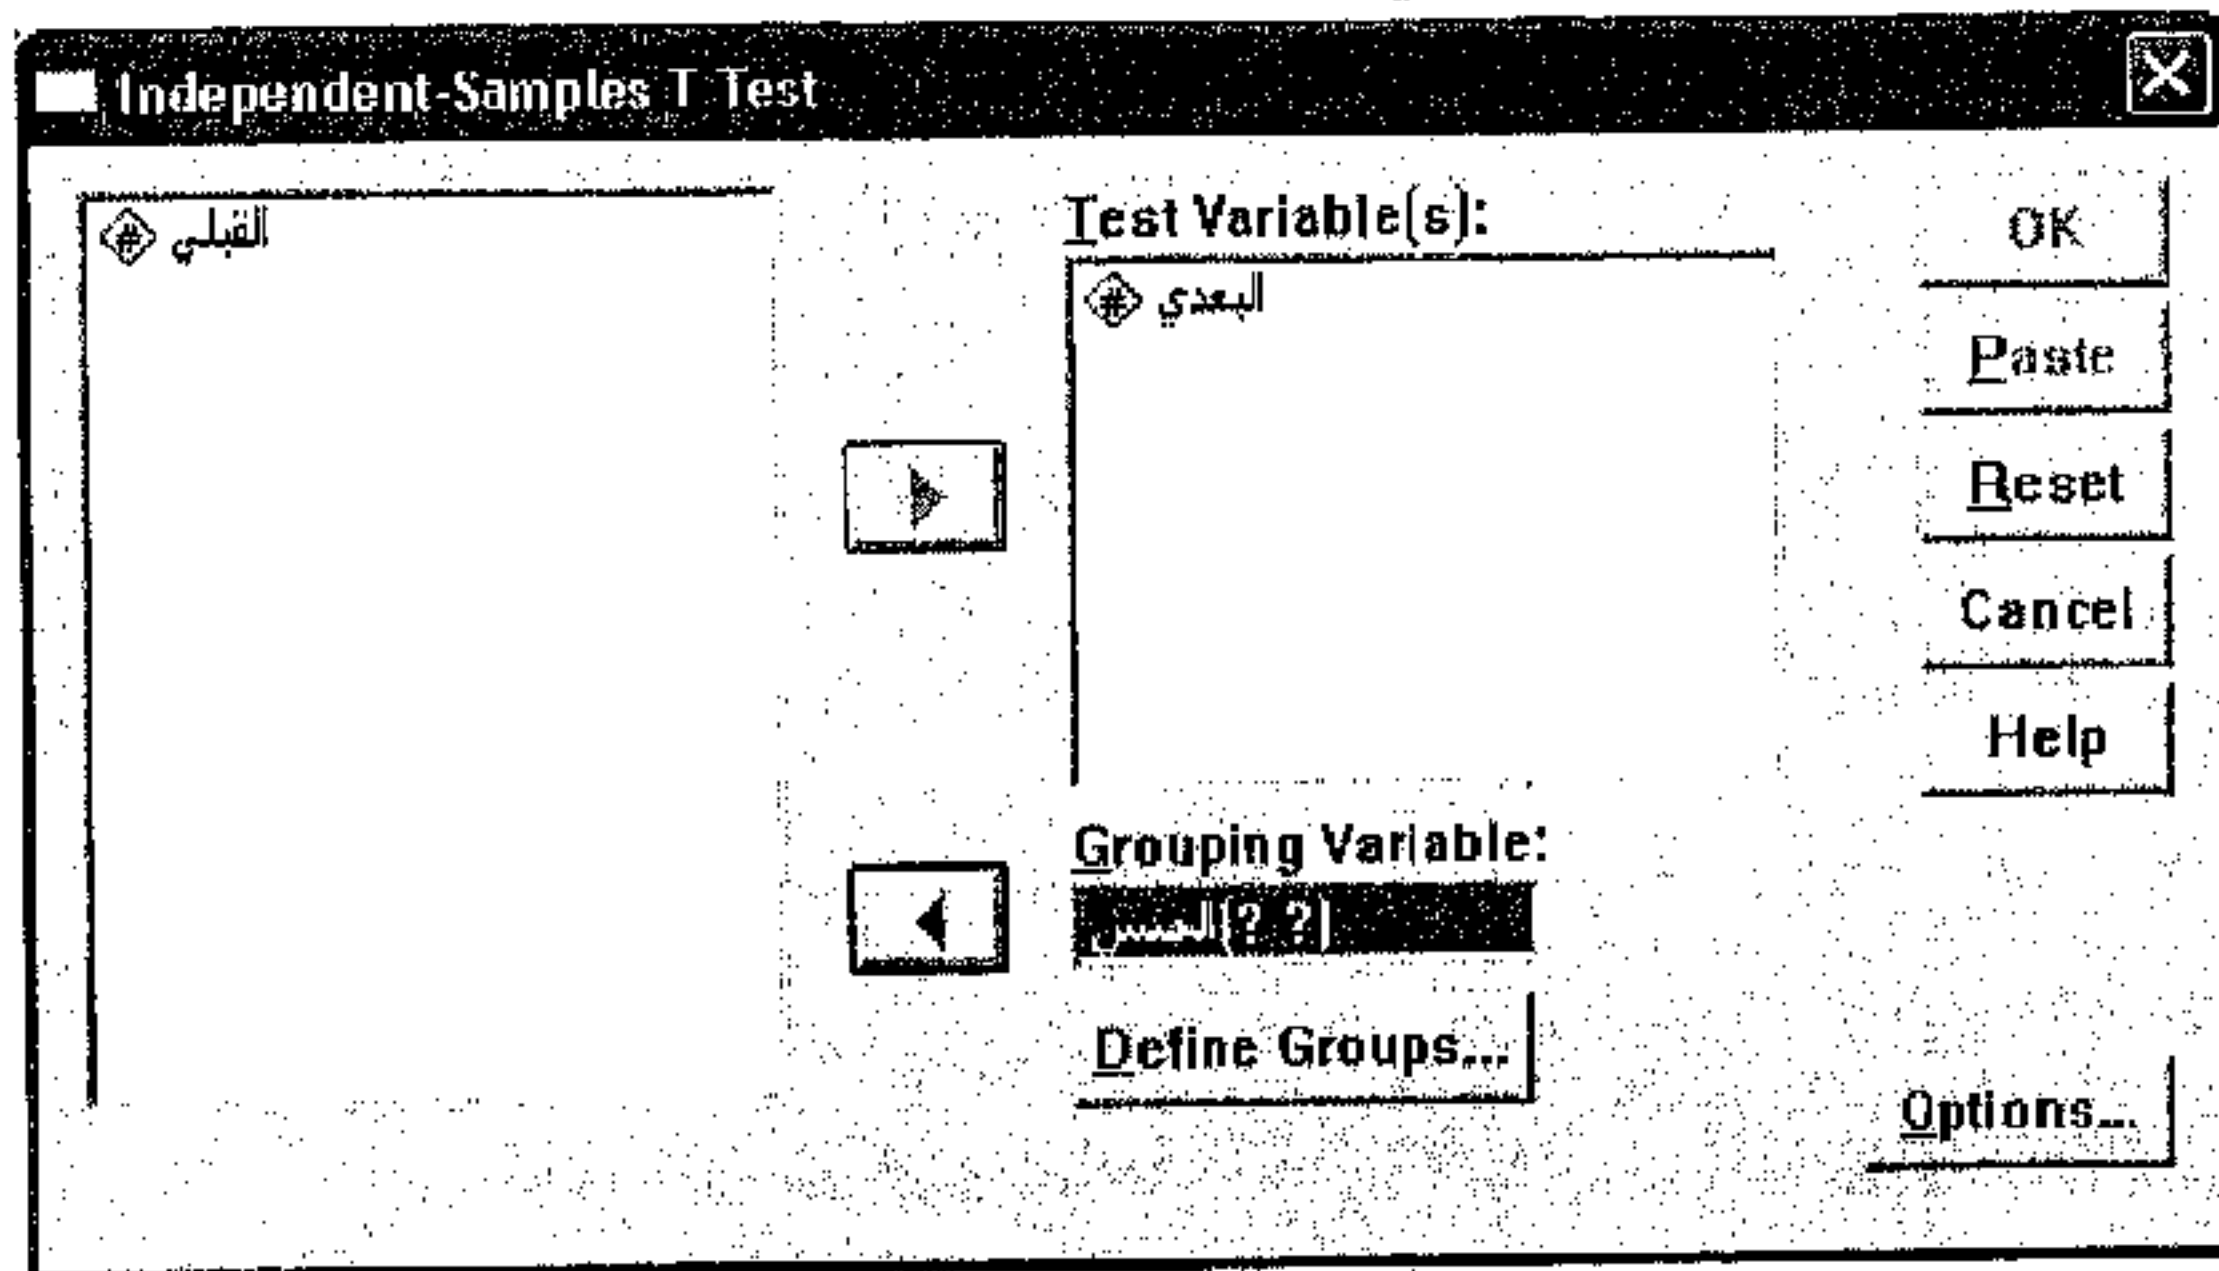 Independent-Samples T Test
القبلي
Test Variable(s):
البعدي
OK
Paste
Reset
Cancel
Help
Grouping Variable:
(? ?)
Define Groups...
Options...